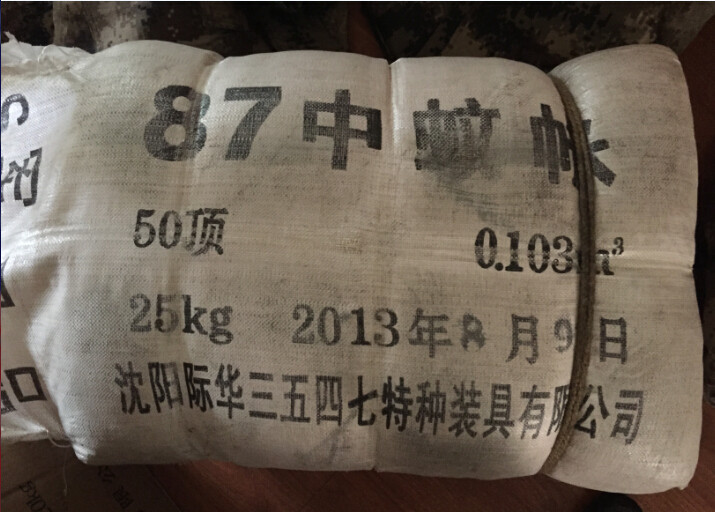 87中蚊帐
50顶 0.103m³
25kg 2013年8月9日
沈阳际华三五四七特种装具有限公司